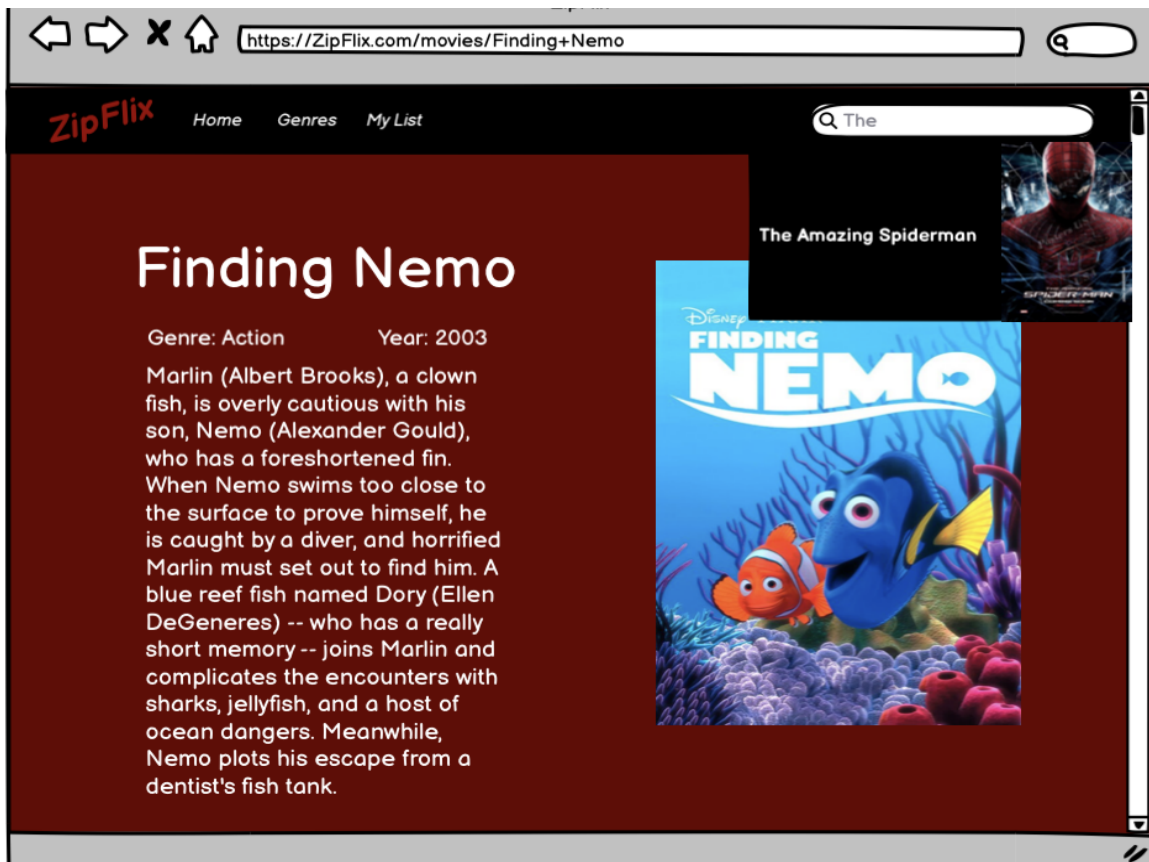 https://ZipFlix.com/movies/Finding+Nemo
ZipFlix Home Genres My List The
The Amazing Spiderman
SPIDER-MAN
Finding Nemo
Genre: Action Year: 2003
Marlin (Albert Brooks), a clown
fish, is overly cautious with his
son, Nemo (Alexander Gould),
who has a foreshortened fin.
When Nemo swims too close to
the surface to prove himself, he
is caught by a diver, and horrified
Marlin must set out to find him. A
blue reef fish named Dory (Ellen
DeGeneres) -- who has a really
short memory -- joins Marlin and
complicates the encounters with
sharks, jellyfish, and a host of
ocean dangers. Meanwhile,
Nemo plots his escape from a
dentist's fish tank.
DISNEY
FINDING
NEMO